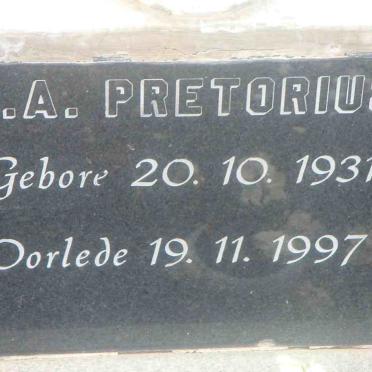 .A. PRETORIUS
Gebore 20. 10. 1931
Oorlede 19. 11. 1997